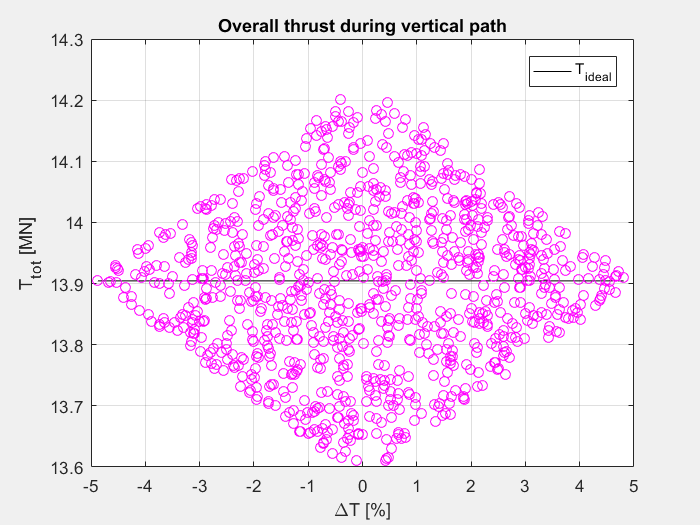 Overall thrust during vertical path
T_ideal
T_tot [MN]
14.3
14.2
14.1
14
13.9
13.8
13.7
13.6
-5 -4 -3 -2 -1 0 1 2 3 4 5
ΔT [%]